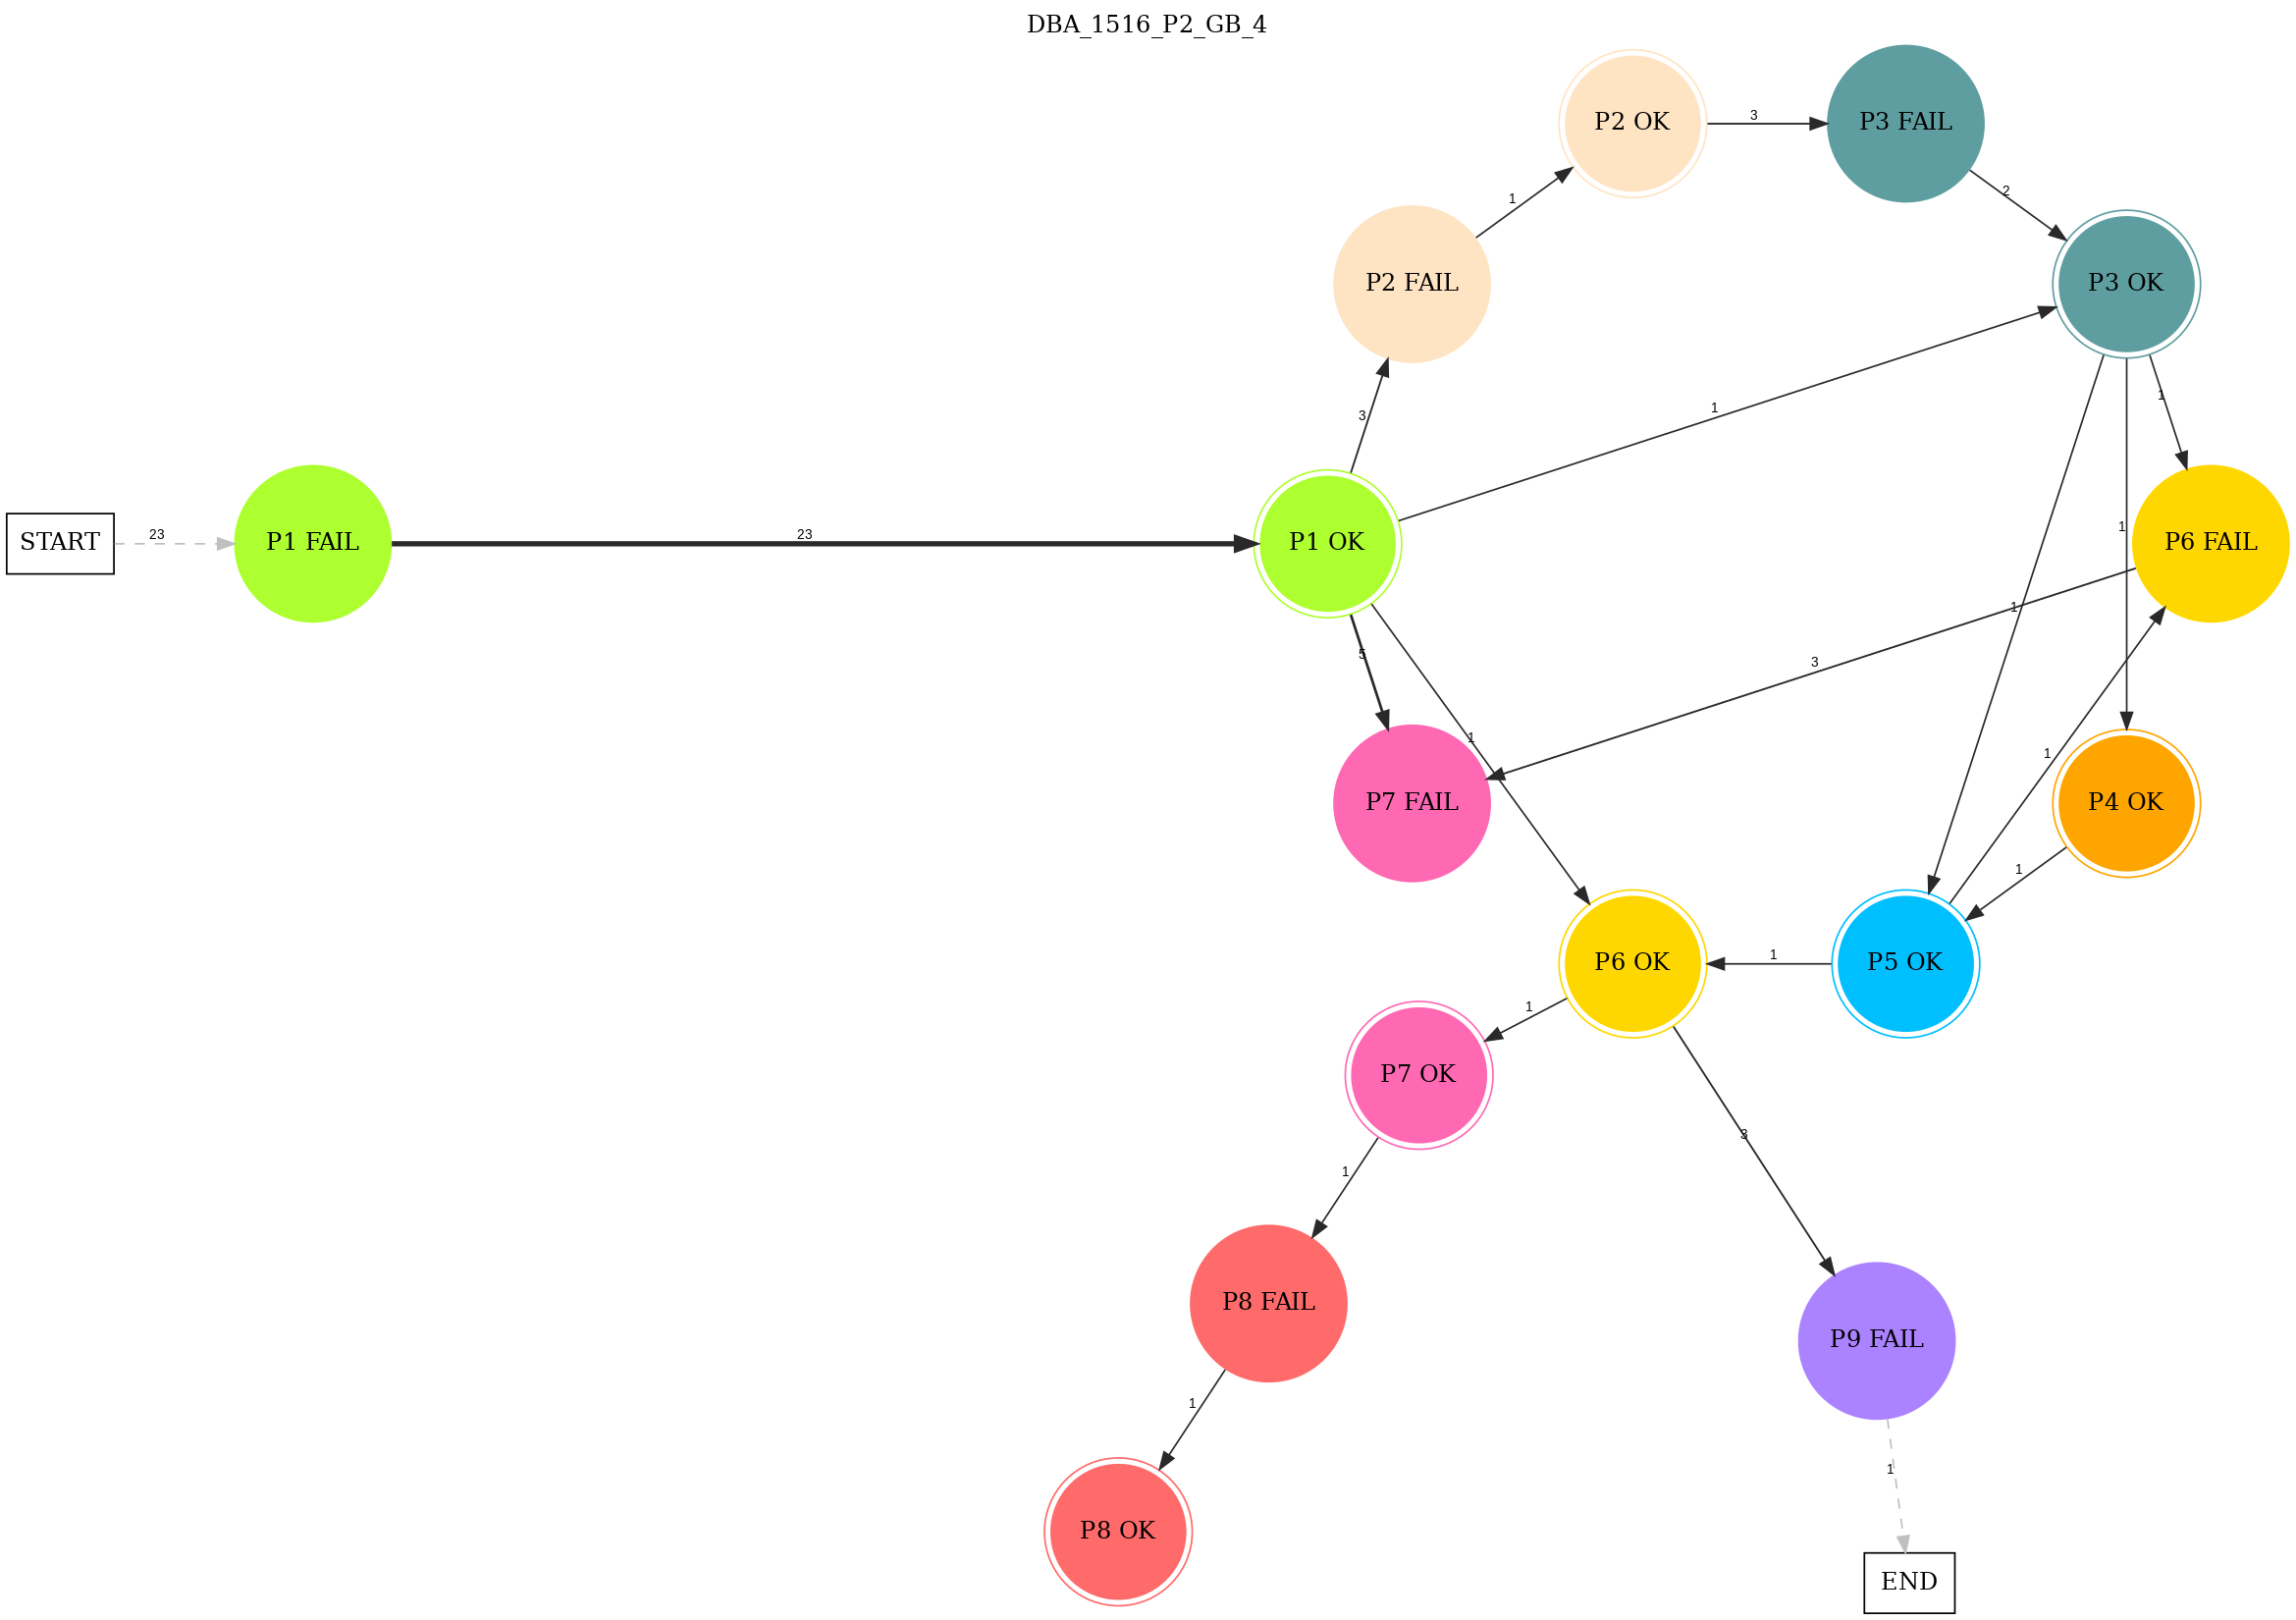 DBA_1516_P2_GB_4
P2 OK
3
P3 FAIL
1
2
P2 FAIL
P3 OK
3
1
1
START
23
P1 FAIL
23
P1 OK
1
P6 FAIL
5
1
3
1
1
P7 FAIL
P4 OK
1
P6 OK
1
P5 OK
1
P7 OK
3
1
P8 FAIL
P9 FAIL
1
1
P8 OK
END